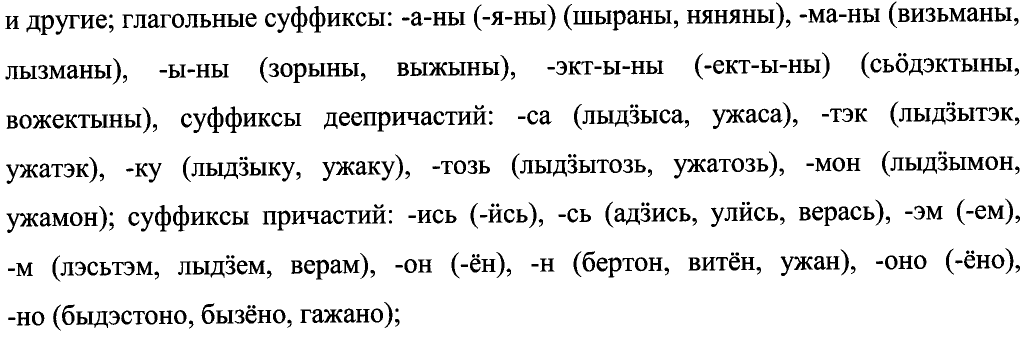 и другие; глагольные суффиксы: -а-ны (-я-ны) (шыраны, няняны), -ма-ны (визьманы,
лызманы), -ы-ны (зорыны, выжыны), -экт-ы-ны (-ект-ы-ны) (сьӧдэктыны,
вожектыны), суффиксы деепричастий: -са (лыдӟыса, ужаса), -тэк (лыдӟытэк,
ужатэк), -ку (лыдӟыку, ужаку), -тозь (лыдӟытозь, ужатозь), -мон (лыдӟымон,
ужамон); суффиксы причастий: -ись (-ӥсь), -сь (адӟись, улӥсь, верась), -эм (-ем),
-м (лэсьтэм, лыдӟем, верам), -он (-ён), -н (бертон, витён, ужан), -оно (-ёно),
-но (быдэстоно, бызёно, гажано);